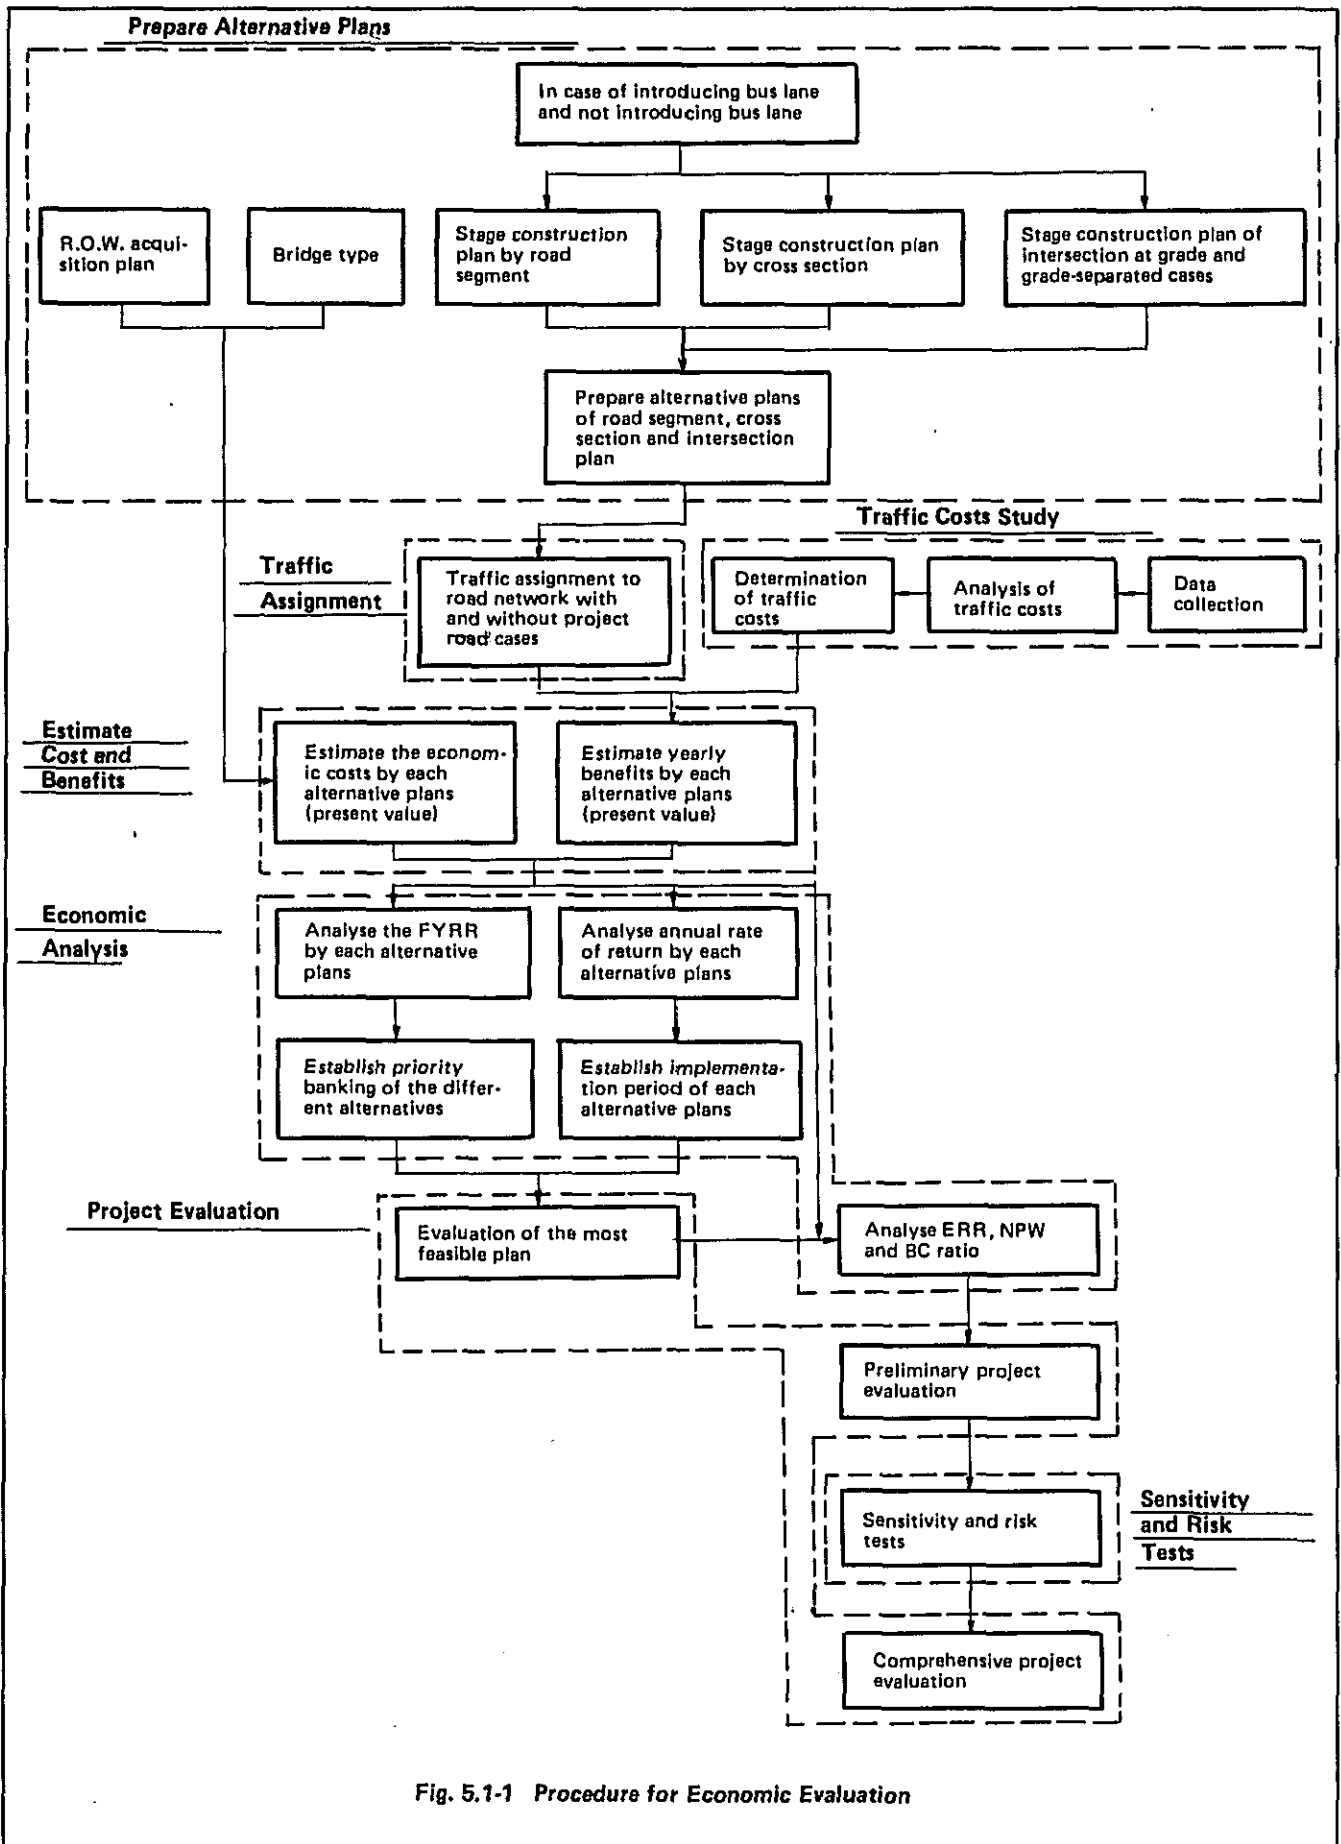 Prepare Alternative Plans
In case of introducing bus lane
and not introducing bus lane
R.O.W. acqui-
sition plan
Bridge type
Stage construction
plan by road
segment
Stage construction plan
by cross section
Stage construction plan of
intersection at grade and
grade-separated cases
Prepare alternative plans
of road segment, cross
section and intersection
plan
Traffic Costs Study
Traffic
Assignment
Traffic assignment to
road network with
and without project
road cases
Determination
of traffic
costs
Analysis of
traffic costs
Data
collection
Estimate
Cost and
Benefits
Estimate the econom-
ic costs by each
alternative plans
(present value)
Estimate yearly
benefits by each
alternative plans
(present value)
Economic
Analysis
Analyse the FYRR
by each alternative
plans
Analyse annual rate
of return by each
alternative plans
Establish priority
banking of the differ-
ent alternatives
Establish implementa-
tion period of each
alternative plans
Project Evaluation
Evaluation of the most
feasible plan
Analyse ERR, NPW
and BC ratio
Preliminary project
evaluation
Sensitivity and risk
tests
Sensitivity
and Risk
Tests
Comprehensive project
evaluation
Fig. 5.1-1 Procedure for Economic Evaluation